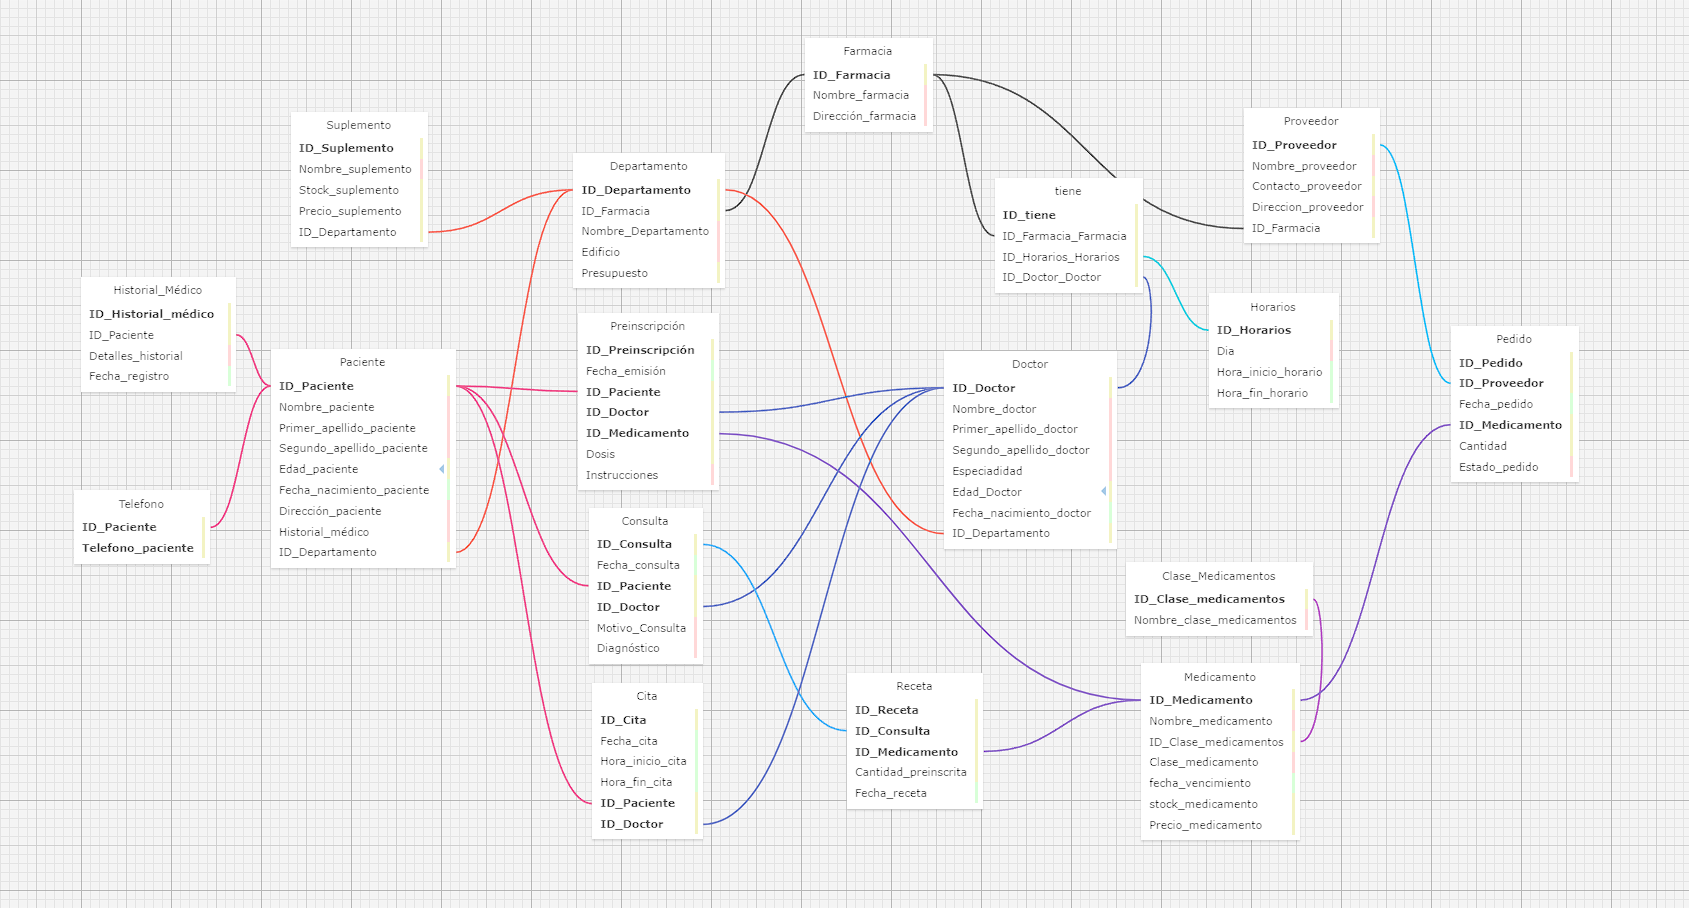 Farmacia
ID_Farmacia
Nombre_farmacia
Dirección_farmacia
Suplemento
ID_Suplemento
Nombre_suplemento
Stock_suplemento
Precio_suplemento
ID_Departamento
Departamento
ID_Departamento
ID_Farmacia
Nombre_Departamento
Edificio
Presupuesto
tiene
ID_tiene
ID_Farmacia_Farmacia
ID_Horarios_Horarios
ID_Doctor_Doctor
Proveedor
ID_Proveedor
Nombre_proveedor
Contacto_proveedor
Direccion_proveedor
ID_Farmacia
Historial_Médico
ID_Historial_médico
ID_Paciente
Detalles_historial
Fecha_registro
Paciente
ID_Paciente
Nombre_paciente
Primer_apellido_paciente
Segundo_apellido_paciente
Edad_paciente
Fecha_nacimiento_paciente
Dirección_paciente
Historial_médico
ID_Departamento
Preinscripción
ID_Preinscripción
Fecha_emisión
ID_Paciente
ID_Doctor
ID_Medicamento
Dosis
Instrucciones
Doctor
ID_Doctor
Nombre_doctor
Primer_apellido_doctor
Segundo_apellido_doctor
Especiadidad
Edad_Doctor
Fecha_nacimiento_doctor
ID_Departamento
Horarios
ID_Horarios
Dia
Hora_inicio_horario
Hora_fin_horario
Pedido
ID_Pedido
ID_Proveedor
Fecha_pedido
ID_Medicamento
Cantidad
Estado_pedido
Telefono
ID_Paciente
Telefono_paciente
Consulta
ID_Consulta
Fecha_consulta
ID_Paciente
ID_Doctor
Motivo_Consulta
Diagnóstico
Clase_Medicamentos
ID_Clase_medicamentos
Nombre_clase_medicamentos
Cita
ID_Cita
Fecha_cita
Hora_inicio_cita
Hora_fin_cita
ID_Paciente
ID_Doctor
Receta
ID_Receta
ID_Consulta
ID_Medicamento
Cantidad_preinscrita
Fecha_receta
Medicamento
ID_Medicamento
Nombre_medicamento
ID_Clase_medicamentos
Clase_medicamento
fecha_vencimiento
stock_medicamento
Precio_medicamento